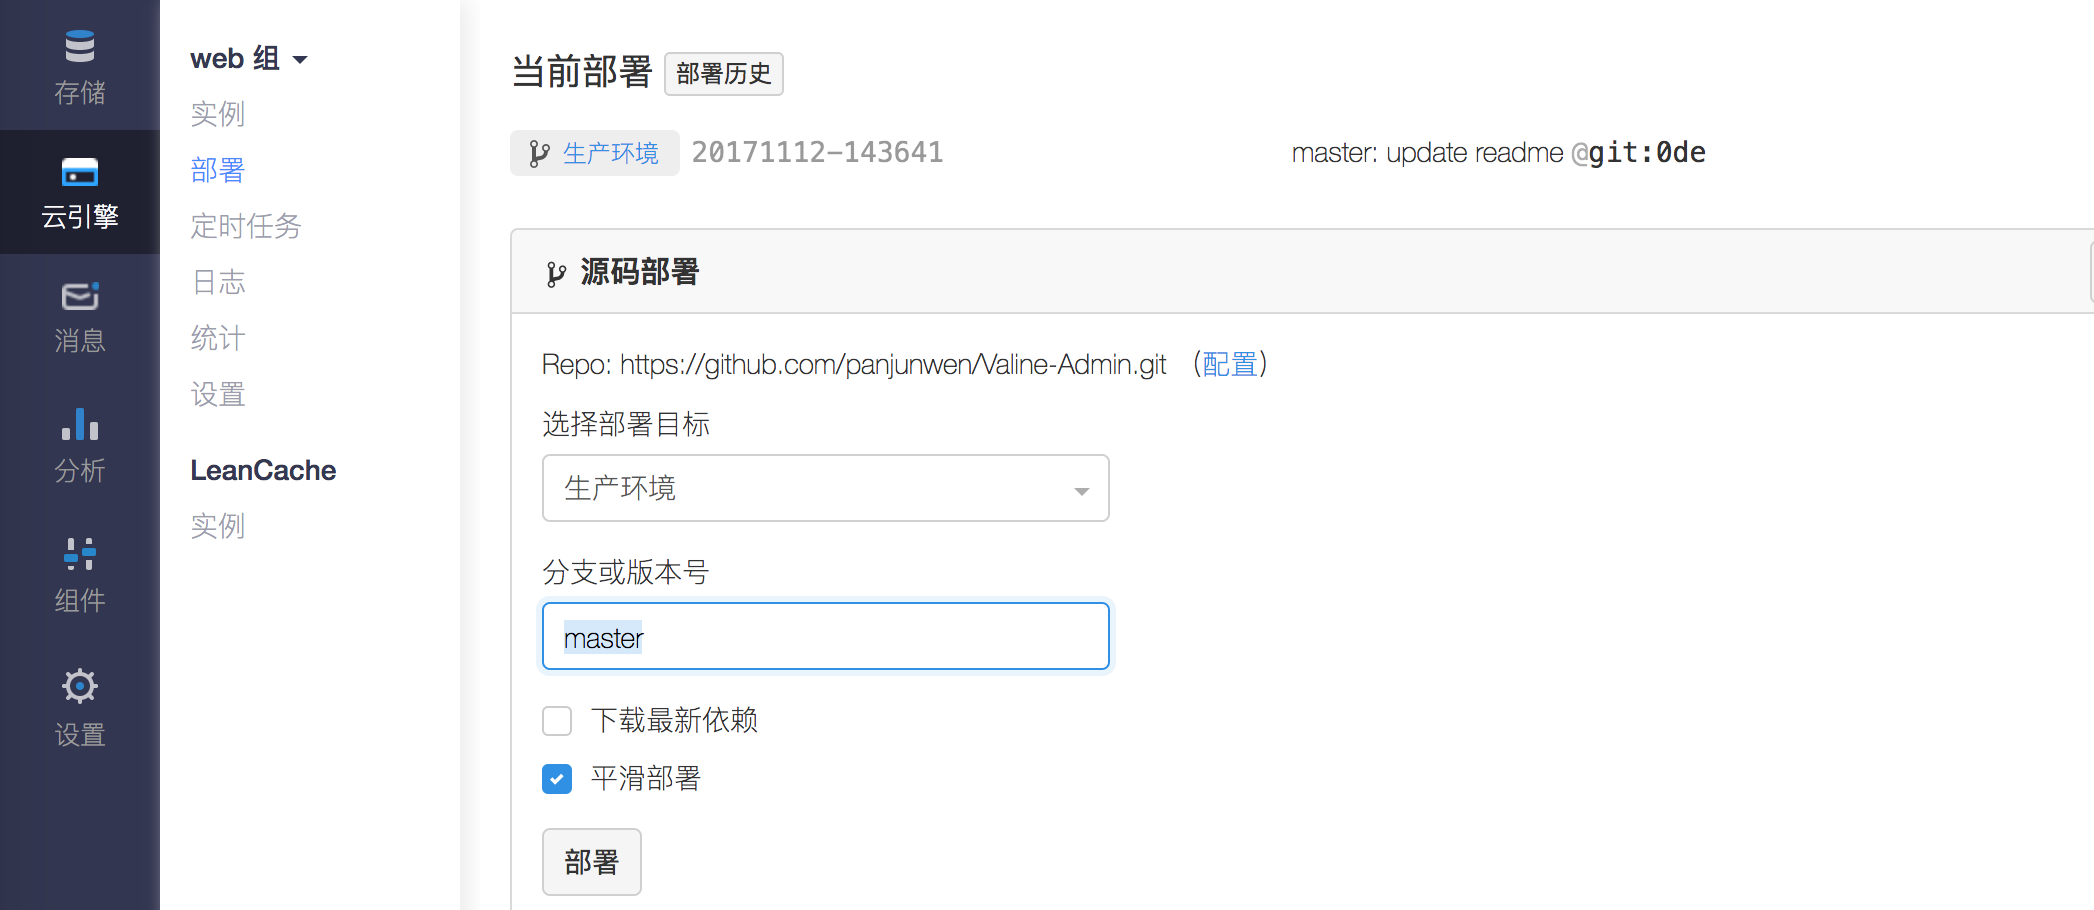 存储
云引擎
消息
分析
组件
设置
web 组
实例
部署
定时任务
日志
统计
设置
LeanCache
实例
当前部署 部署历史
生产环境 20171112-143641 master: update readme @git:0de
源码部署
Repo: https://github.com/panjunwen/Valine-Admin.git （配置）
选择部署目标
生产环境
分支或版本号
master
下载最新依赖
平滑部署
部署